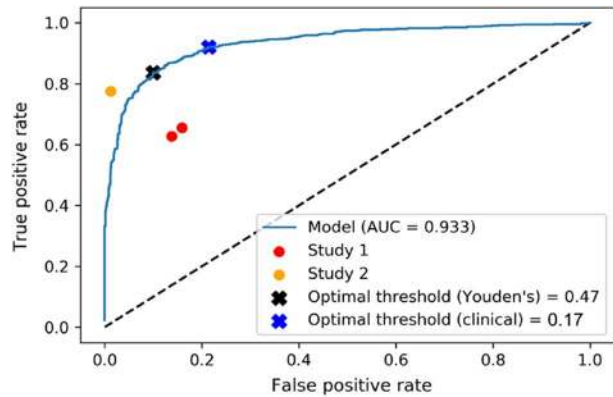 1.0
0.8
0.6
0.4
0.2
0.0
True positive rate
Model (AUC = 0.933)
Study 1
Study 2
Optimal threshold (Youden's) = 0.47
Optimal threshold (clinical) = 0.17
0.0 0.2 0.4 0.6 0.8 1.0
False positive rate